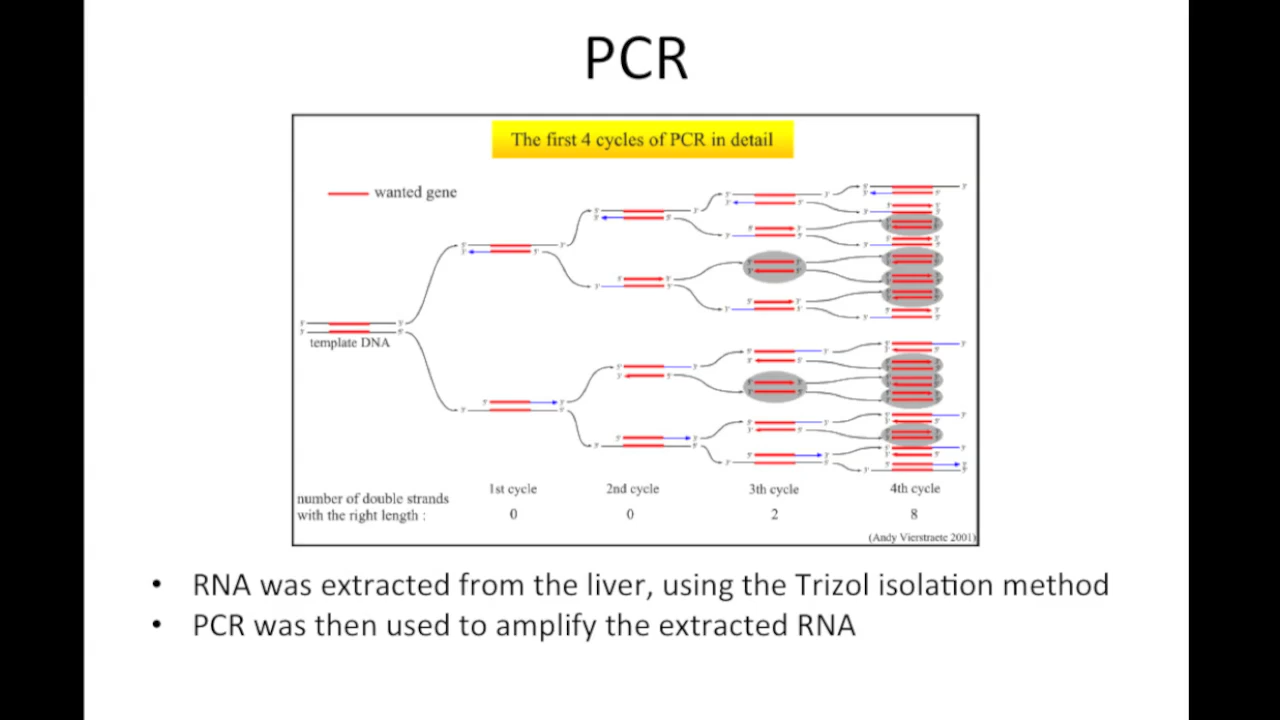 PCR
The first 4 cycles of PCR in detail
wanted gene
template DNA
1st cycle
2nd cycle
3th cycle
4th cycle
number of double strands
with the right length :
0
0
2
8
(Andy Vierstraete 2001)
• RNA was extracted from the liver, using the Trizol isolation method
• PCR was then used to amplify the extracted RNA